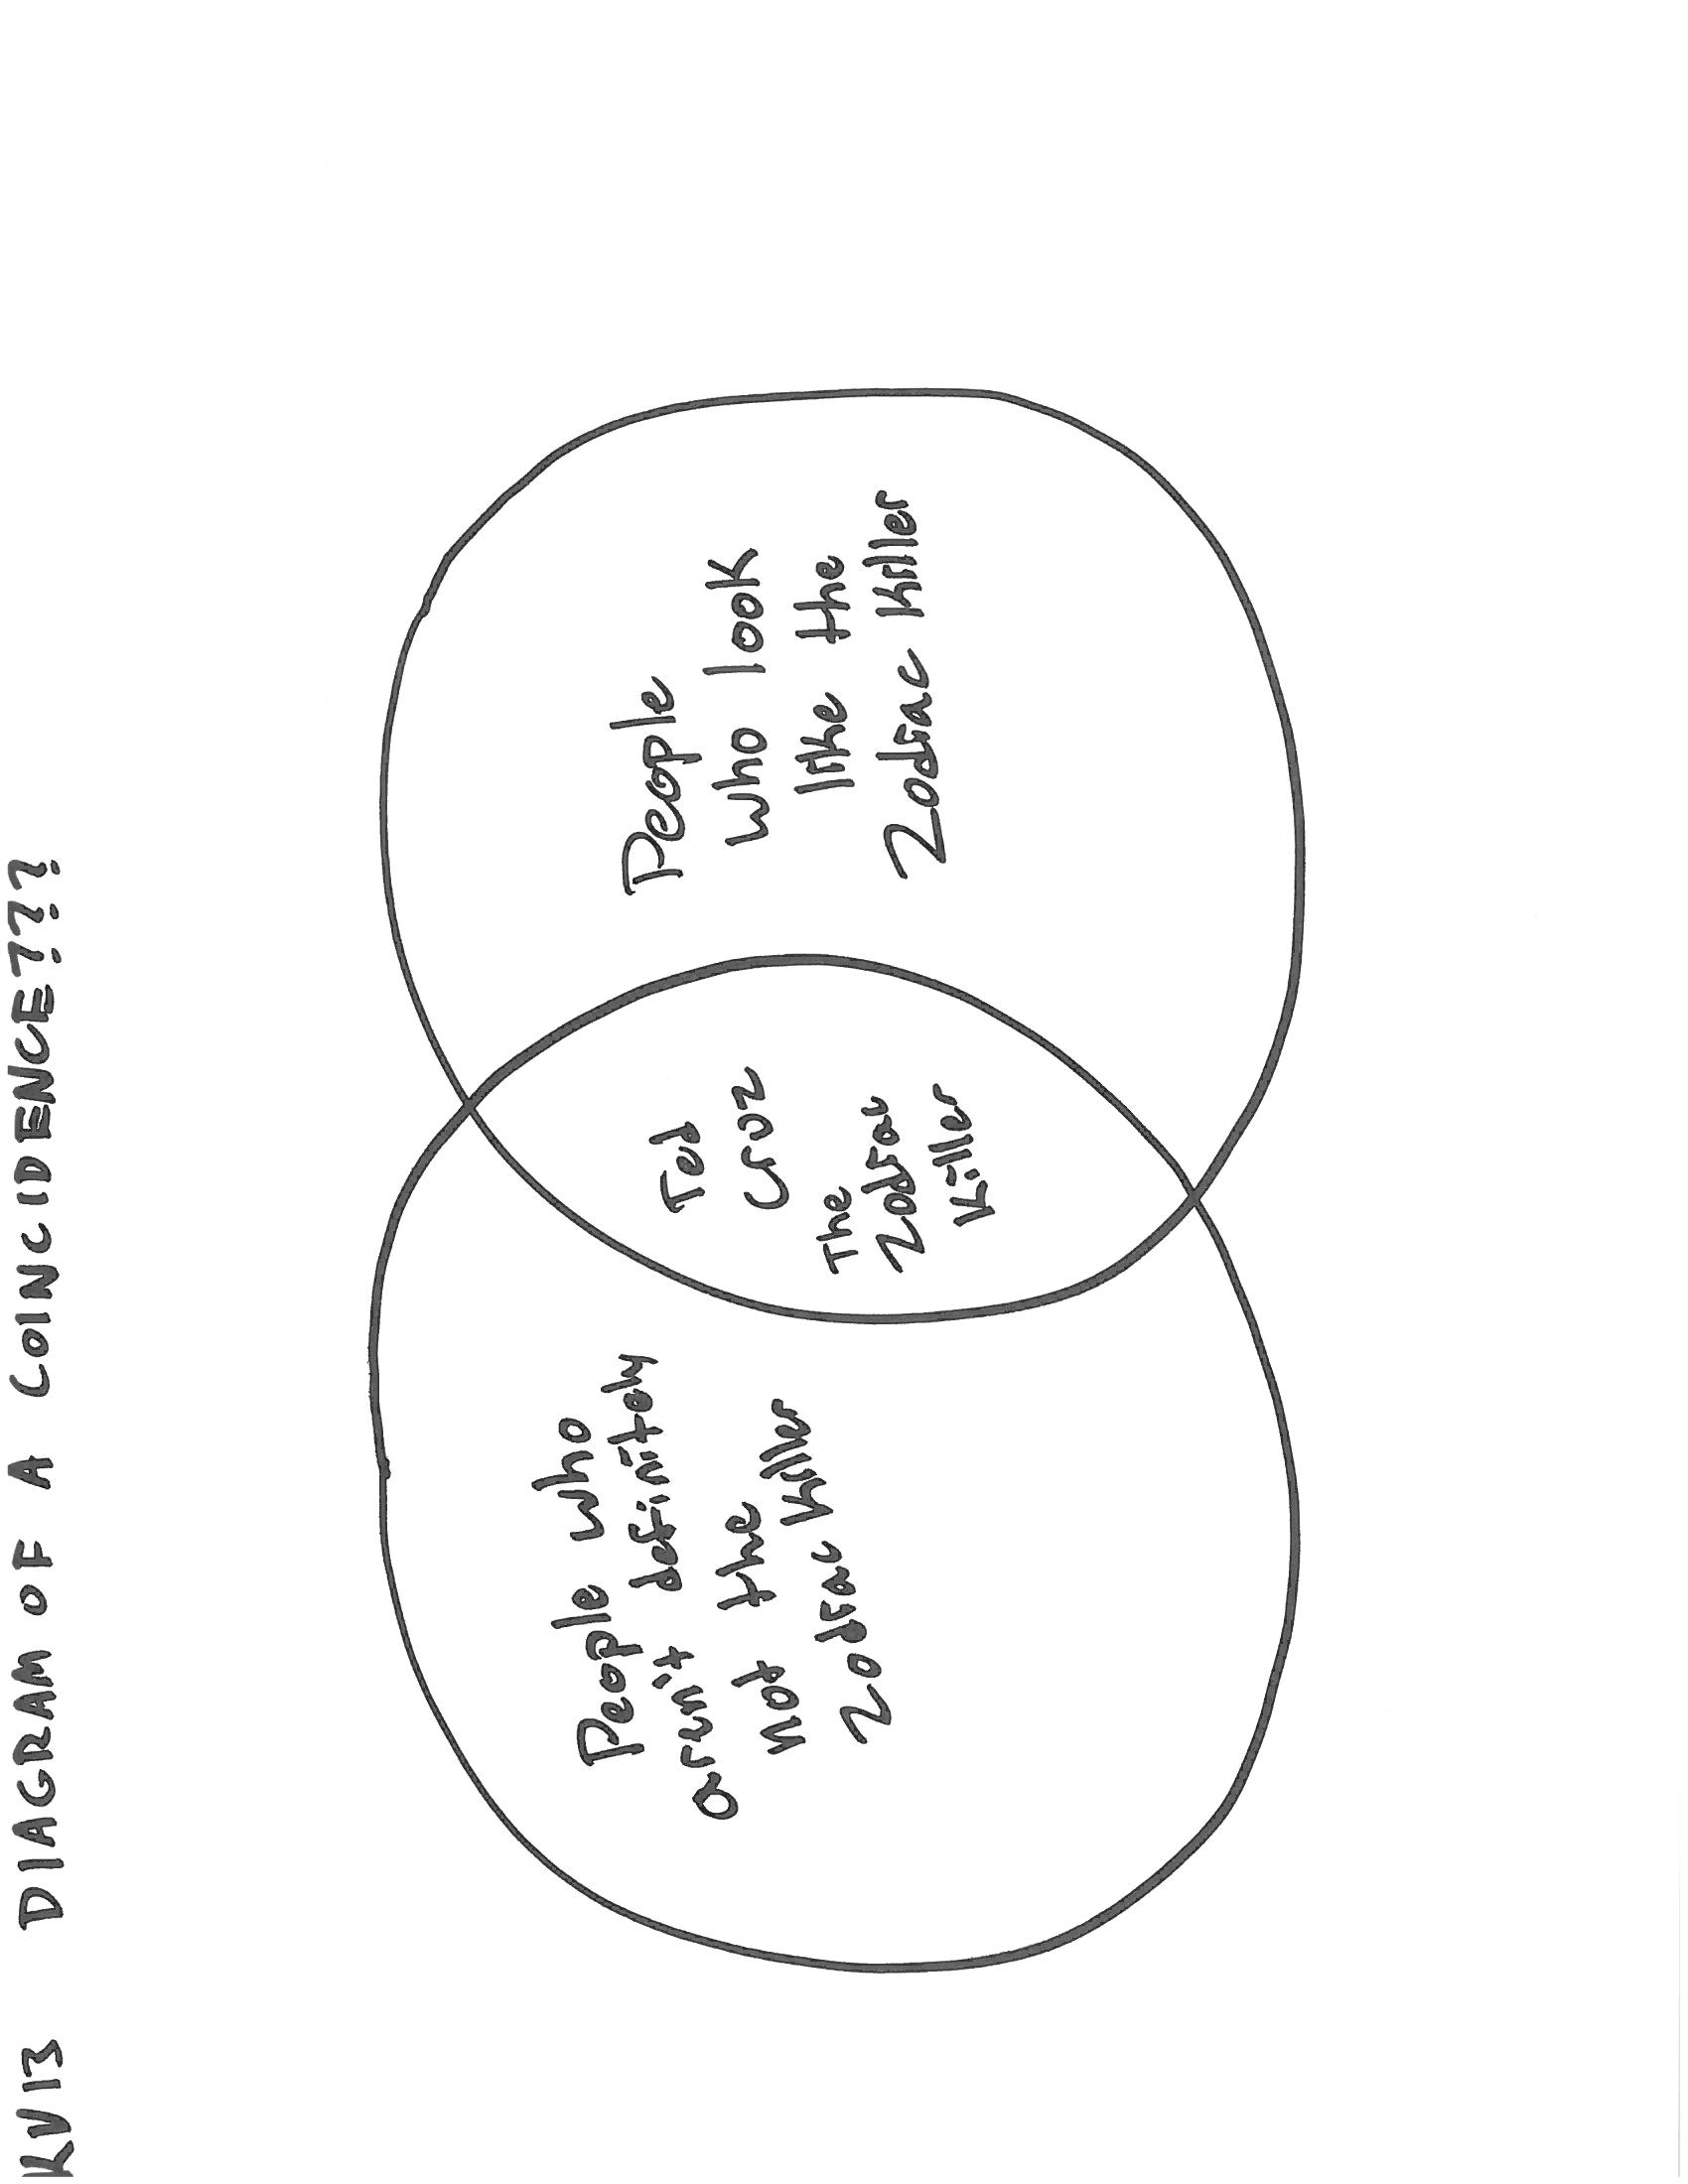 KV13 DIAGRAM OF A COINCIDENCE???
People who
arn't definitely
not the
Zodiac killer
Ted
Cruz
The
Zodiac
Killer
People
who look
like the
Zodiac Killer